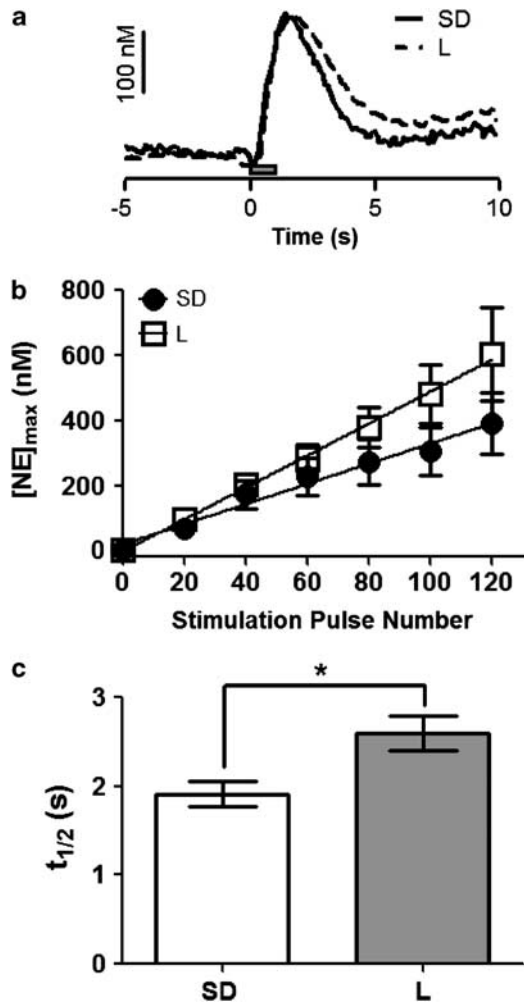 a
100 nM
SD
L
-5 0 5 10
Time (s)
b
SD
L
[NE]max (nM)
800
600
400
200
0
0 20 40 60 80 100 120
Stimulation Pulse Number
c
*
t1/2 (s)
3
2
1
0
SD L